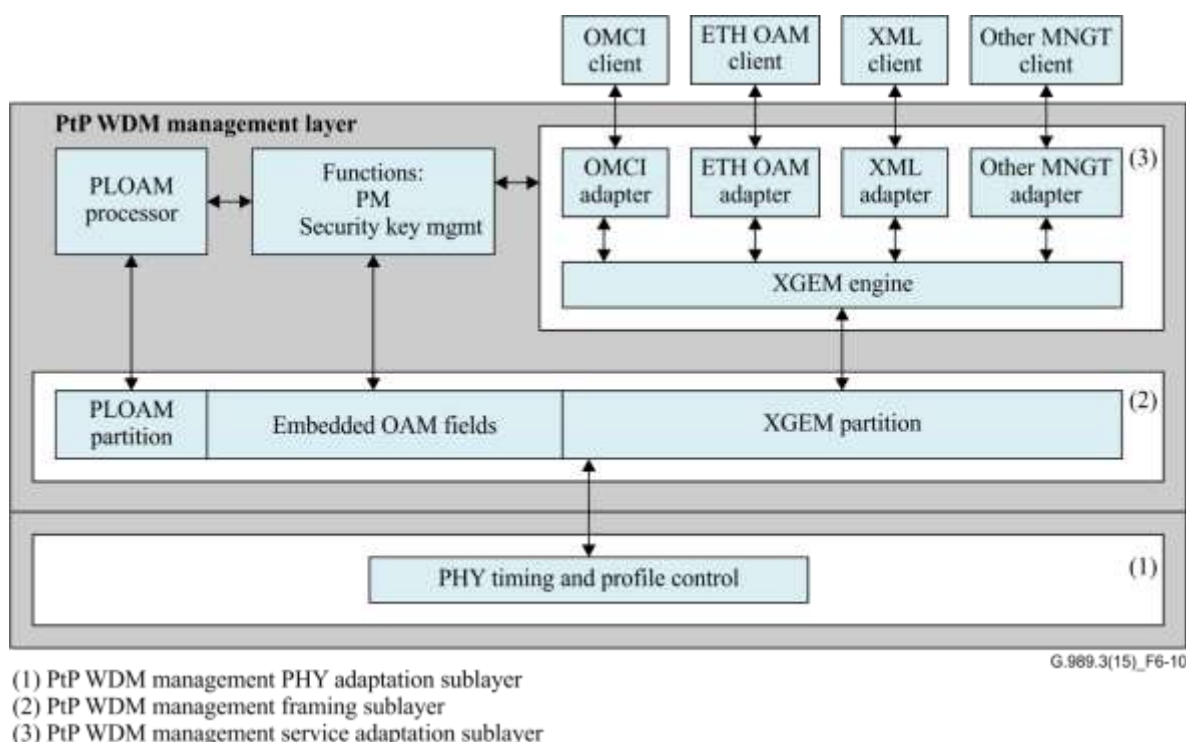 OMCI
client
ETH OAM
client
XML
client
Other MNGT
client
PtP WDM management layer
PLOAM
processor
Functions:
PM
Security key mgmt
OMCI
adapter
ETH OAM
adapter
XML
adapter
Other MNGT
adapter
(3)
XGEM engine
PLOAM
partition
Embedded OAM fields
XGEM partition
(2)
PHY timing and profile control
(1)
G.989.3(15)_F6-10
(1) PtP WDM management PHY adaptation sublayer
(2) PtP WDM management framing sublayer
(3) PtP WDM management service adaptation sublayer